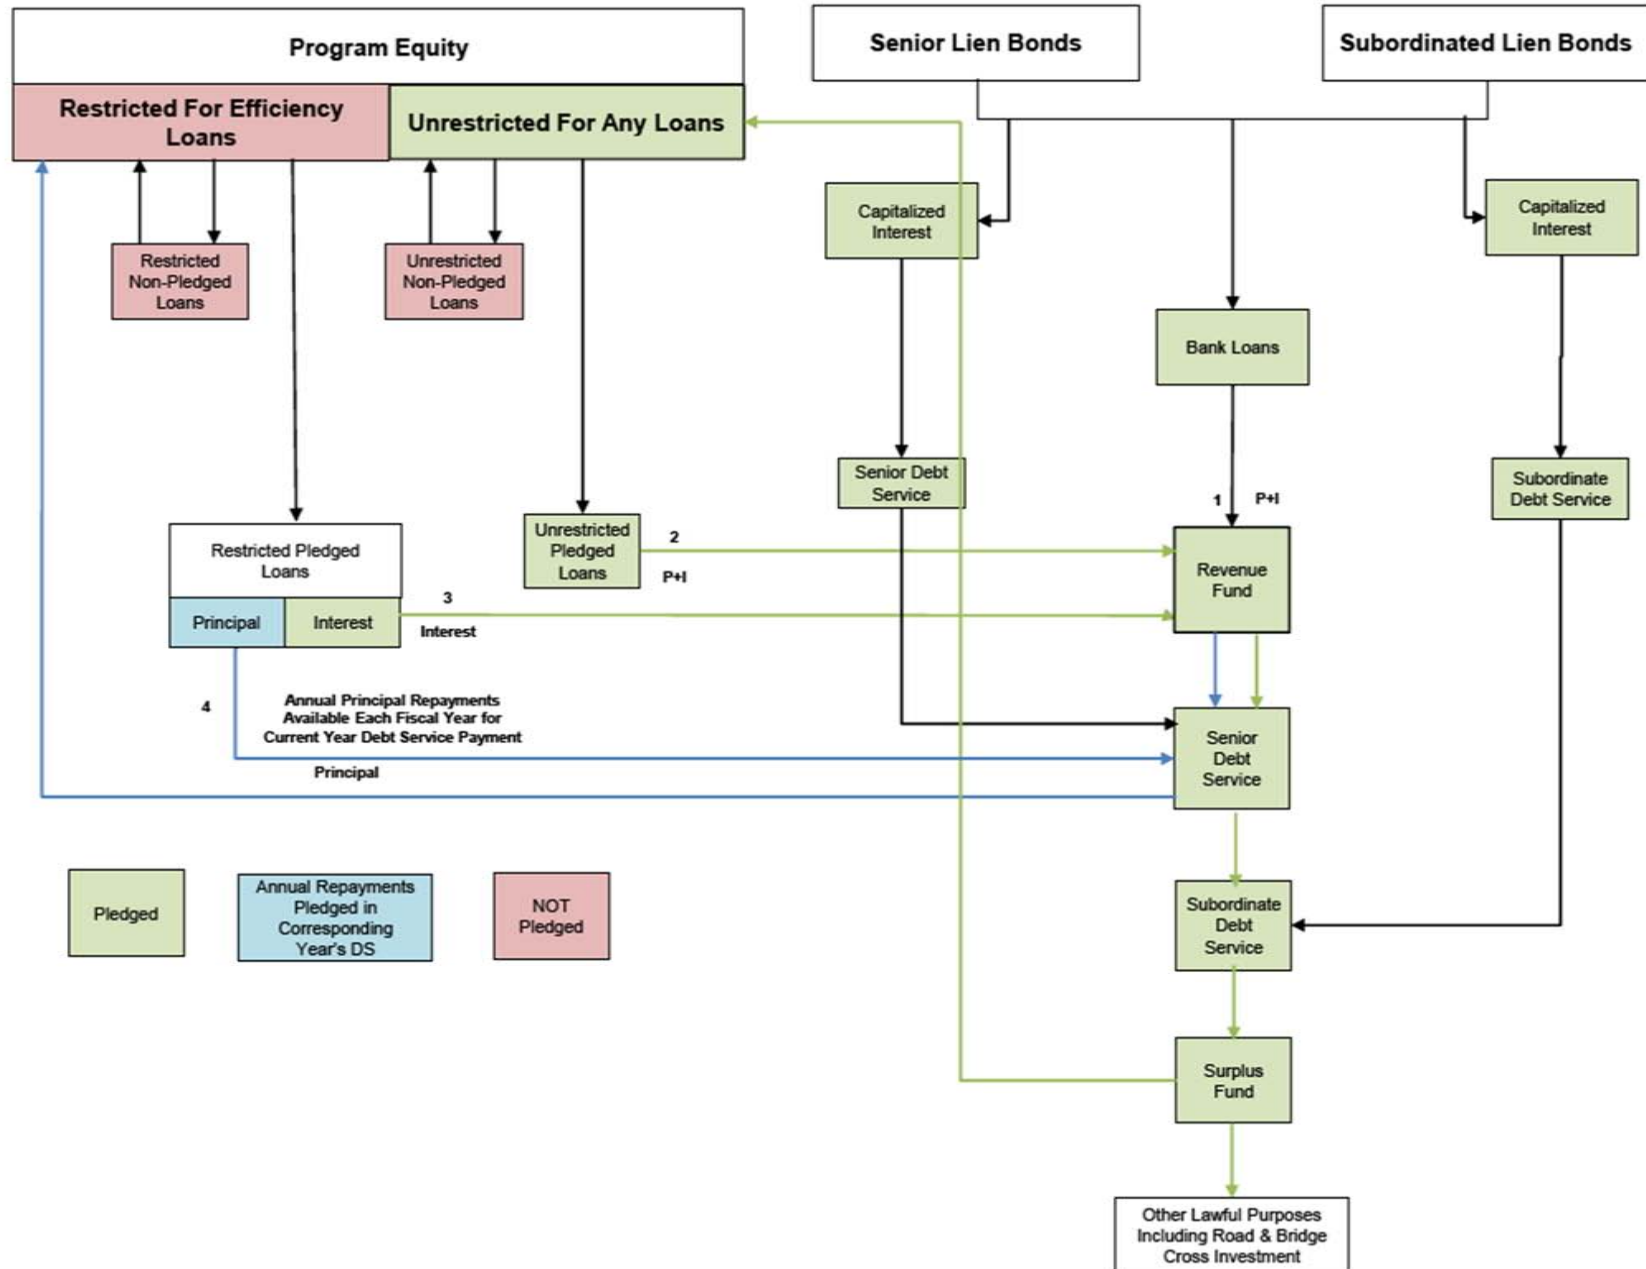 Program Equity
Senior Lien Bonds
Subordinated Lien Bonds
Restricted For Efficiency
Loans
Unrestricted For Any Loans
Capitalized
Interest
Capitalized
Interest
Restricted
Non-Pledged
Loans
Unrestricted
Non-Pledged
Loans
Bank Loans
Senior Debt
Service
Subordinate
Debt Service
1
P+I
Restricted Pledged
Loans
Principal
Interest
Unrestricted
Pledged
Loans
2
P+I
3
Interest
Revenue
Fund
4
Annual Principal Repayments
Available Each Fiscal Year for
Current Year Debt Service Payment
Principal
Senior
Debt
Service
Pledged
Annual Repayments
Pledged in
Corresponding
Year's DS
NOT
Pledged
Subordinate
Debt
Service
Surplus
Fund
Other Lawful Purposes
Including Road & Bridge
Cross Investment